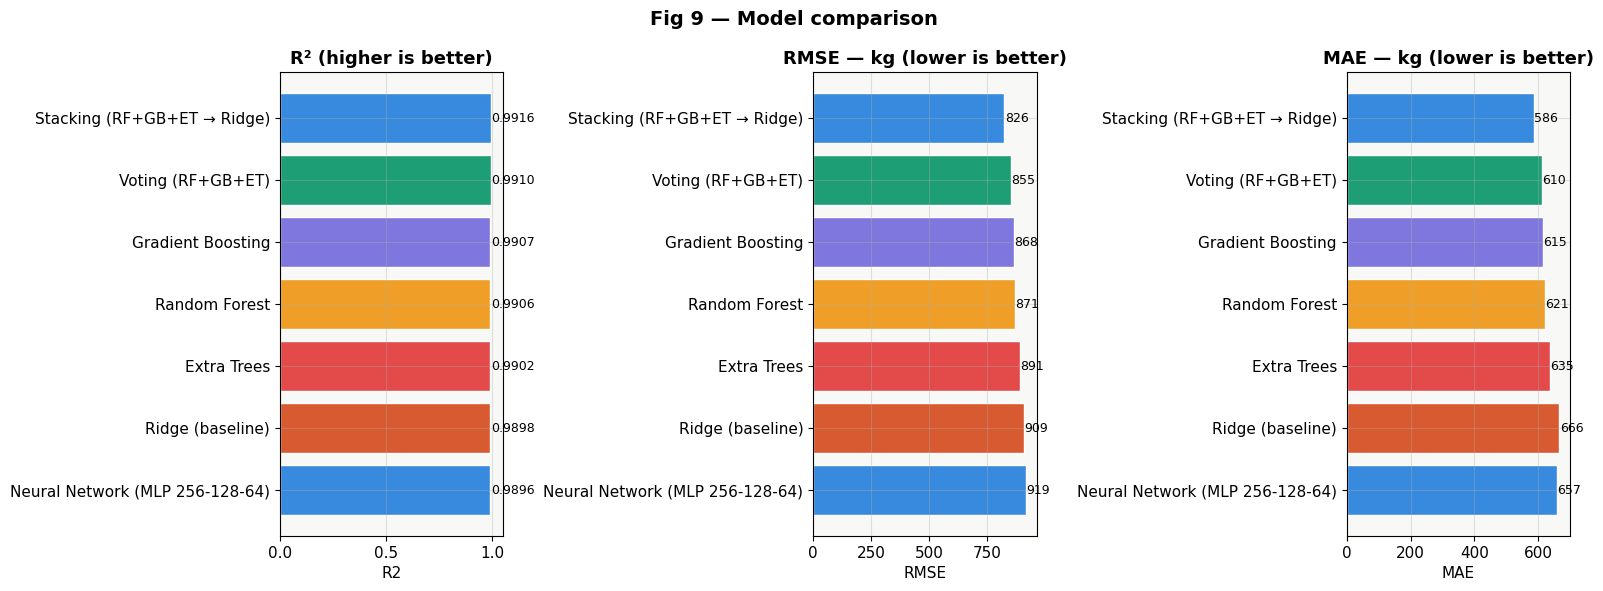 Fig 9 — Model comparison
R² (higher is better)
Stacking (RF+GB+ET → Ridge)
0.9916
Voting (RF+GB+ET)
0.9910
Gradient Boosting
0.9907
Random Forest
0.9906
Extra Trees
0.9902
Ridge (baseline)
0.9898
Neural Network (MLP 256-128-64)
0.9896
0.0 0.5 1.0
R2
RMSE — kg (lower is better)
Stacking (RF+GB+ET → Ridge)
826
Voting (RF+GB+ET)
855
Gradient Boosting
868
Random Forest
871
Extra Trees
891
Ridge (baseline)
909
Neural Network (MLP 256-128-64)
919
0 250 500 750
RMSE
MAE — kg (lower is better)
Stacking (RF+GB+ET → Ridge)
586
Voting (RF+GB+ET)
610
Gradient Boosting
615
Random Forest
621
Extra Trees
635
Ridge (baseline)
666
Neural Network (MLP 256-128-64)
657
0 200 400 600
MAE